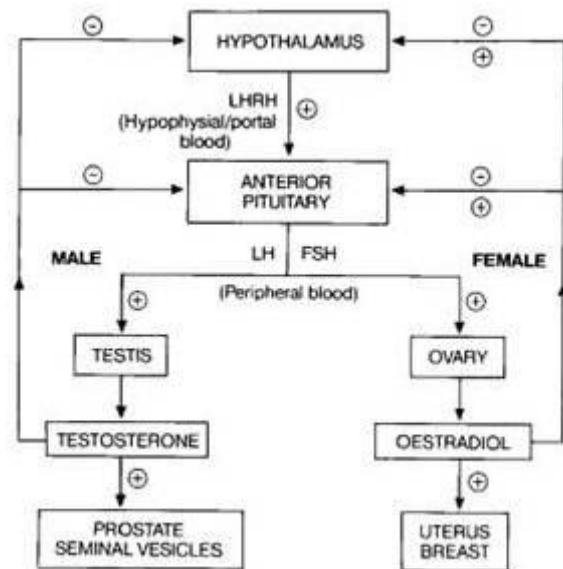 HYPOTHALAMUS
LHRH
(Hypophysial/portal
blood)
ANTERIOR
PITUITARY
LH FSH
MALE
FEMALE
(Peripheral blood)
TESTIS
OVARY
TESTOSTERONE
OESTRADIOL
PROSTATE
SEMINAL VESICLES
UTERUS
BREAST